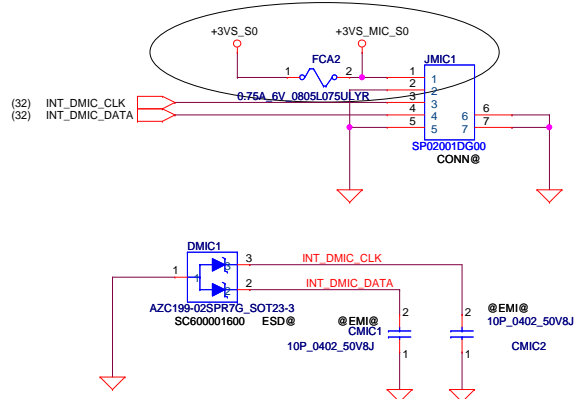 +3VS_S0 +3VS_MIC_S0
FCA2 JMIC1
1 2 1 1
2 2
0.75A_6V_0805L075ULYR
(32) INT_DMIC_CLK 3 3
(32) INT_DMIC_DATA 4 4 6 6
5 5 7 7
SP02001DG00
CONN@
DMIC1
3 INT_DMIC_CLK
1 1 3
2 INT_DMIC_DATA
2
AZC199-02SPR7G_SOT23-3
SC600001600 ESD@
@EMI@ 2
CMIC1
10P_0402_50V8J
1
2 @EMI@
10P_0402_50V8J
CMIC2
1